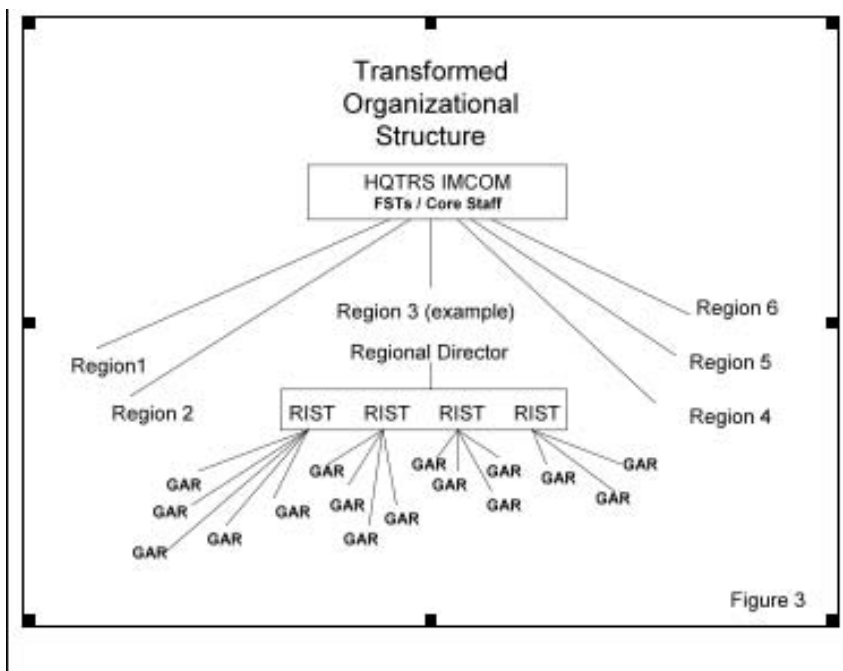 Transformed
Organizational
Structure
HQTRS IMCOM
FSTs / Core Staff
Region 3 (example)
Region 6
Region1
Regional Director
Region 5
Region 2
RIST RIST RIST RIST
Region 4
GAR GAR GAR GAR GAR
GAR GAR GAR GAR GAR
GAR GAR GAR GAR
GAR GAR GAR
Figure 3